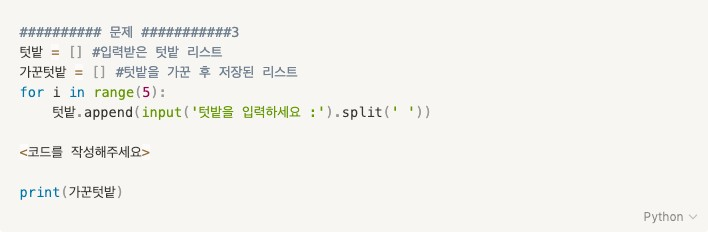 ########## 문제 ###########3
텃밭 = [] #입력받은 텃밭 리스트
가꾼텃밭 = [] #텃밭을 가꾼 후 저장된 리스트
for i in range(5):
    텃밭.append(input('텃밭을 입력하세요 :').split(' '))
<코드를 작성해주세요>
print(가꾼텃밭)
Python